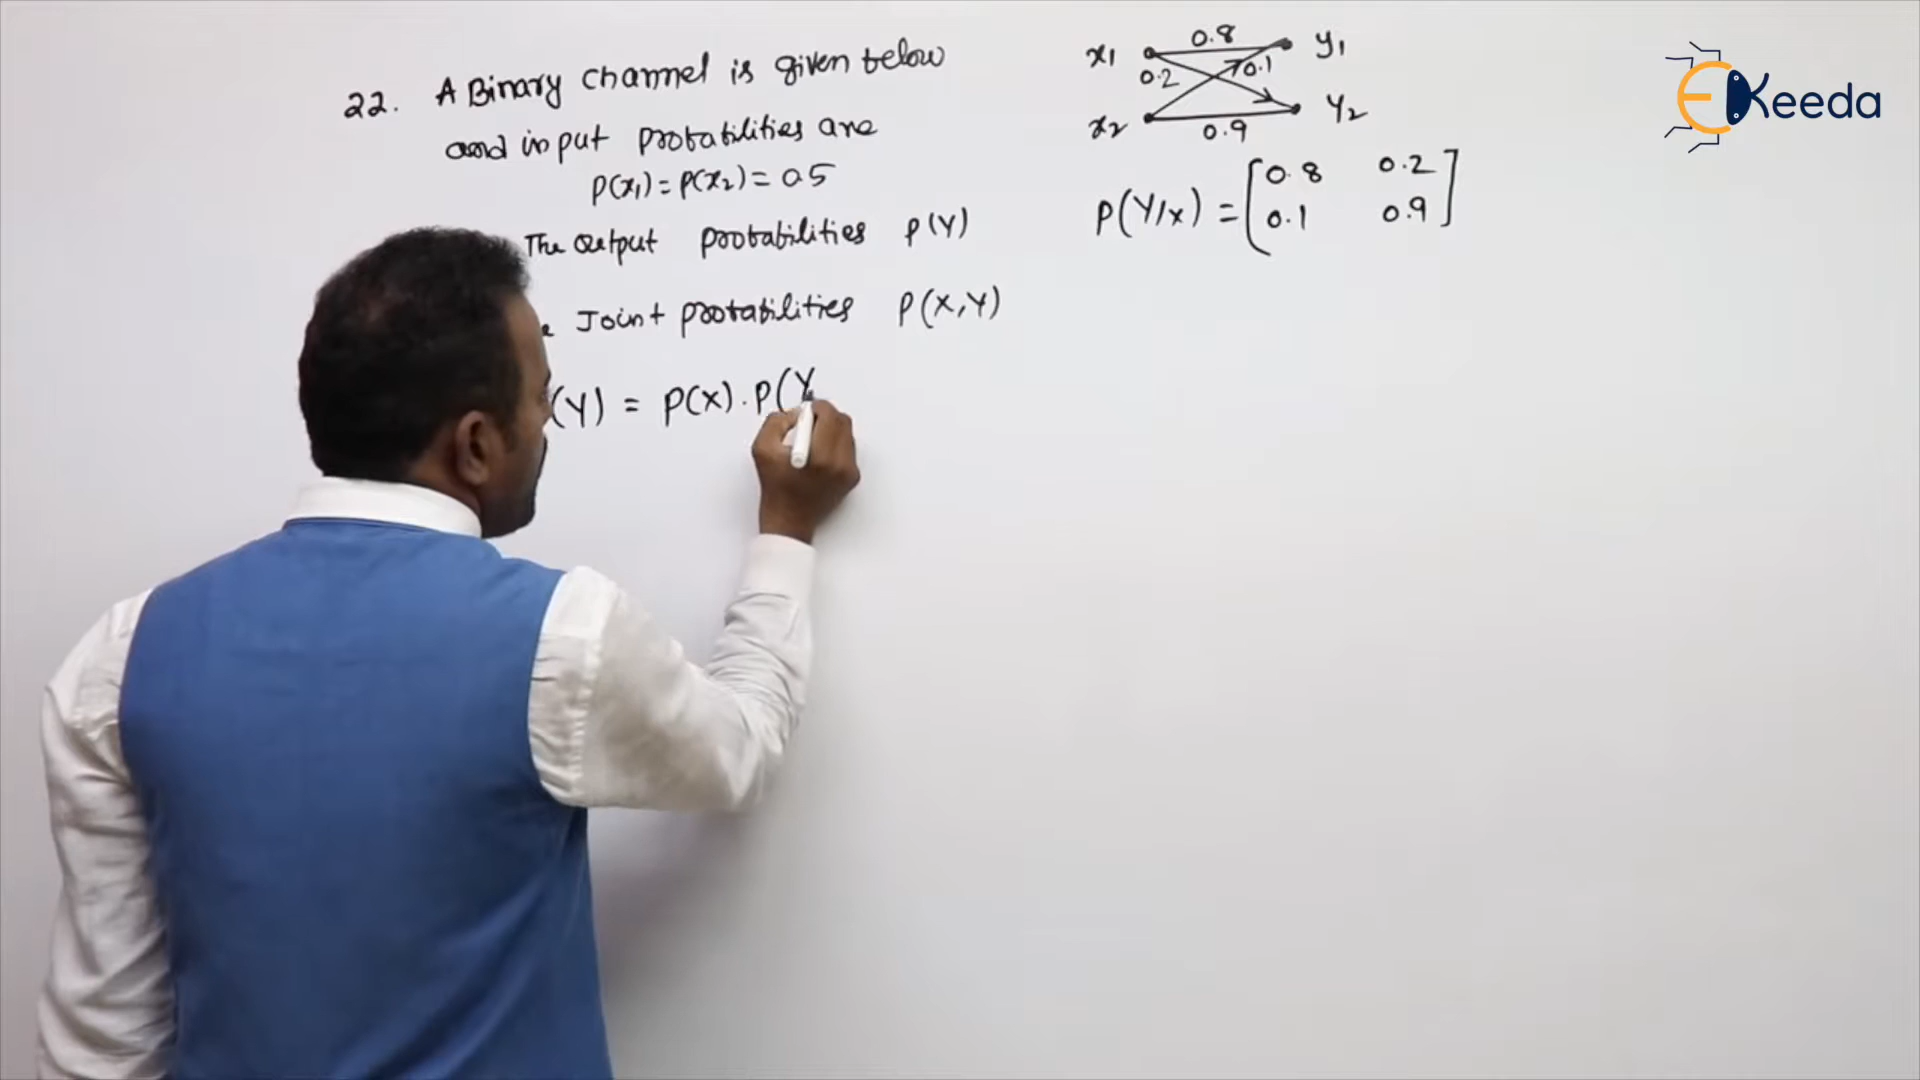 22. A Binary channel is given below
and input probabilities are
P(x1) = P(x2) = 0.5
The output probabilities P(Y)
Joint probabilities P(X,Y)
(Y) = P(X) . P(Y
x1 0.8 y1
0.2 0.1
x2 0.9 Y2
P(Y/X) = [0.8 0.2
0.1 0.9]
EKeeda